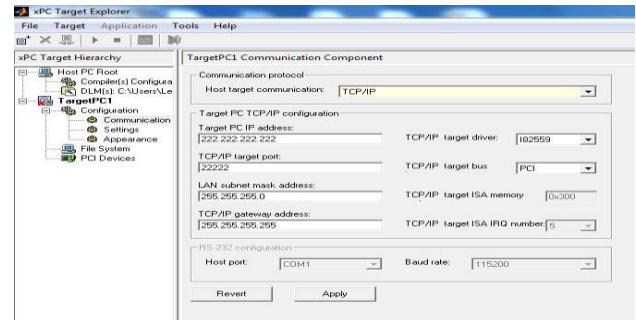 xPC Target Explorer
File Target Application Tools Help
xPC Target Hierarchy
TargetPC1 Communication Component
Host PC Root
Compiler(s) Configura
DLM(s): C:\Users\Le
TargetPC1
Configuration
Communication
Settings
Appearance
File System
PCI Devices
Communication protocol
Host target communication: TCP/IP
Target PC TCP/IP configuration
Target PC IP address:
222.222.222.222
TCP/IP target driver: I82559
TCP/IP target port:
22222
TCP/IP target bus PCI
LAN subnet mask address:
255.255.255.0
TCP/IP target ISA memory 0x300
TCP/IP gateway address:
255.255.255.255
TCP/IP target ISA IRQ number: 5
RS-232 configuration
Host port: COM1 Baud rate: 115200
Revert Apply